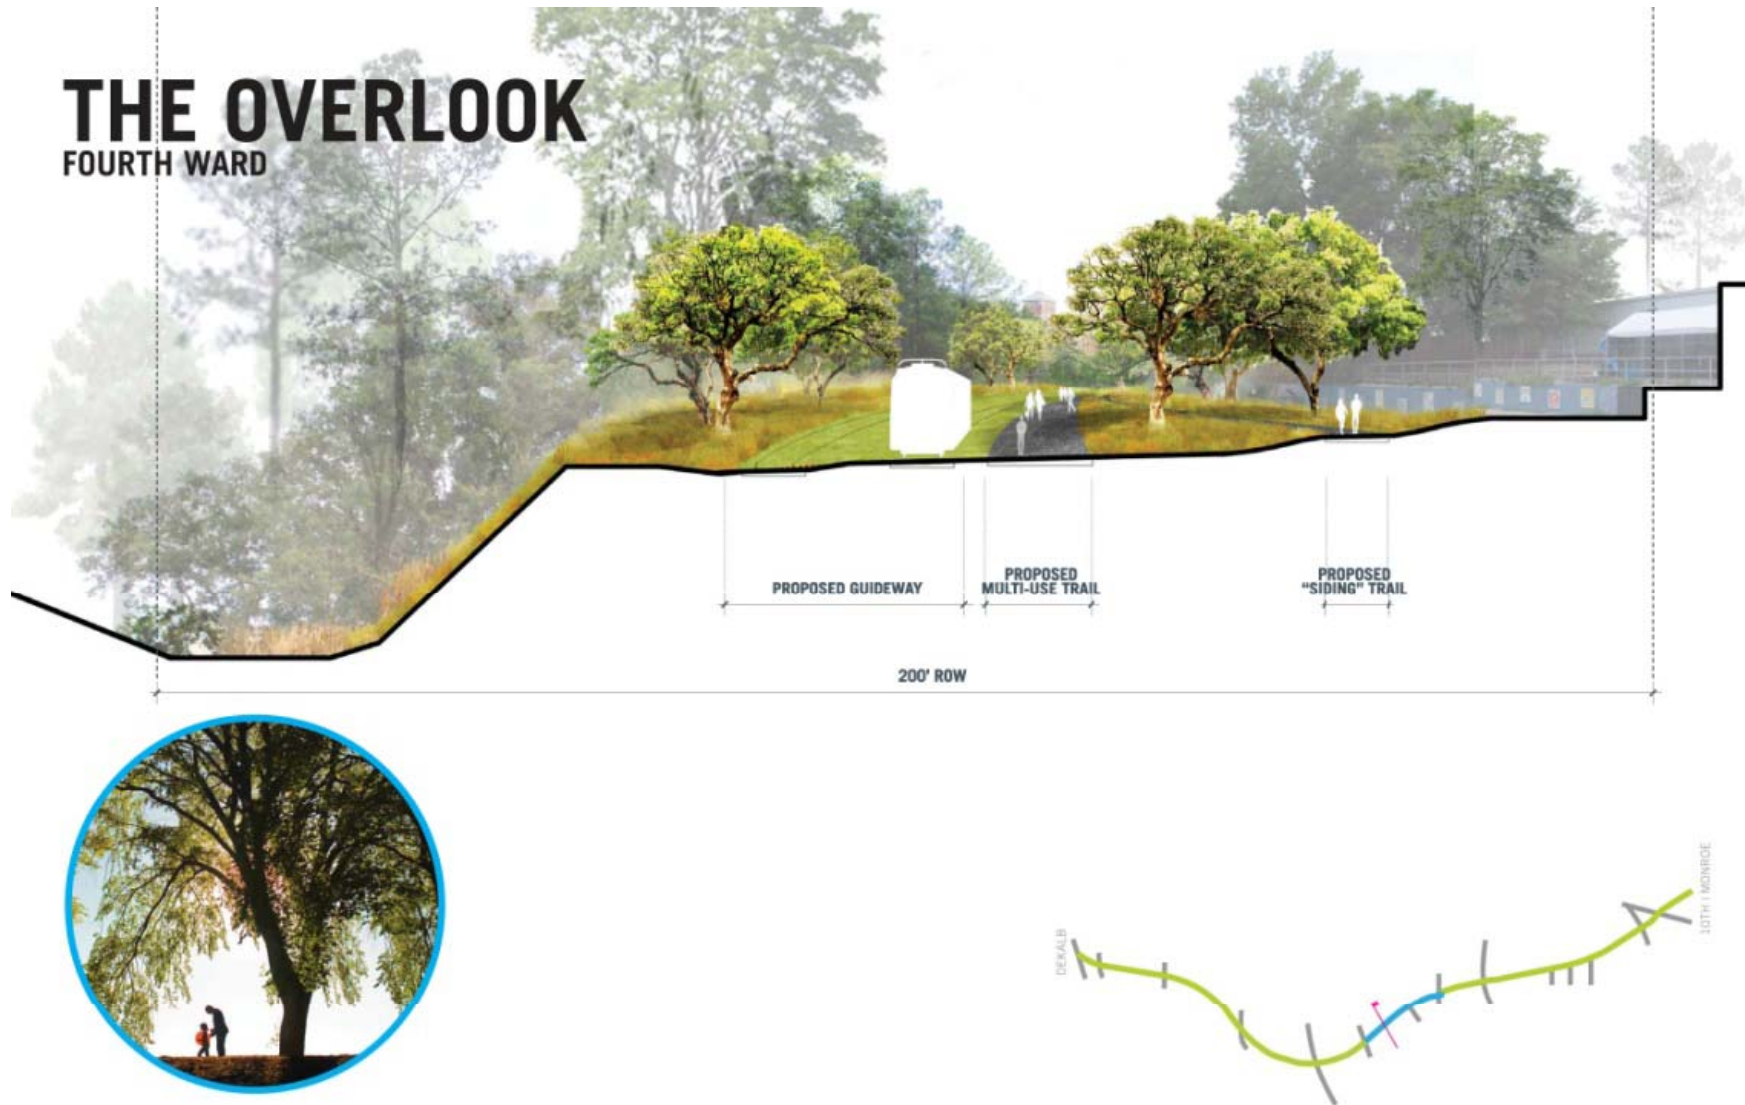 THE OVERLOOK
FOURTH WARD
PROPOSED GUIDEWAY
PROPOSED
MULTI-USE TRAIL
PROPOSED
“SIDING” TRAIL
200' ROW
DEKALB
10TH | MONROE